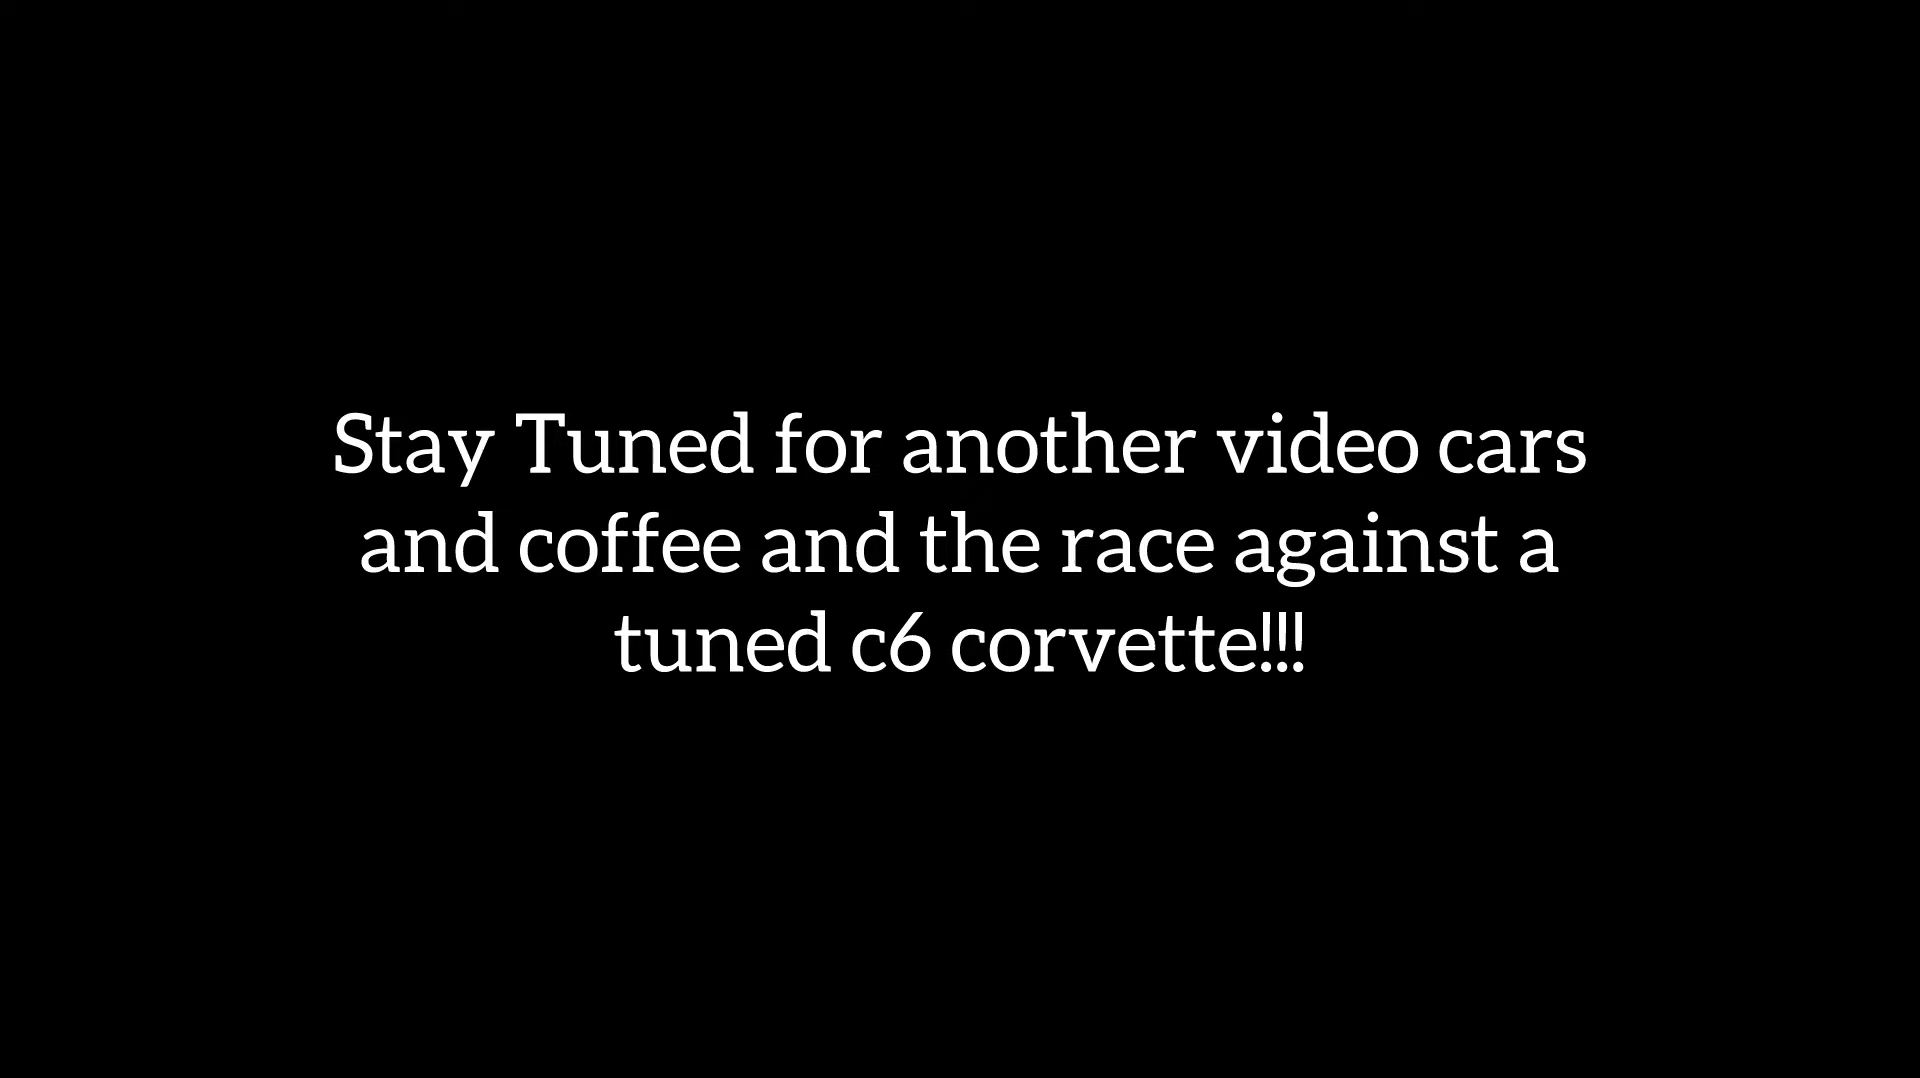 Stay Tuned for another video cars
and coffee and the race against a
tuned c6 corvette!!!